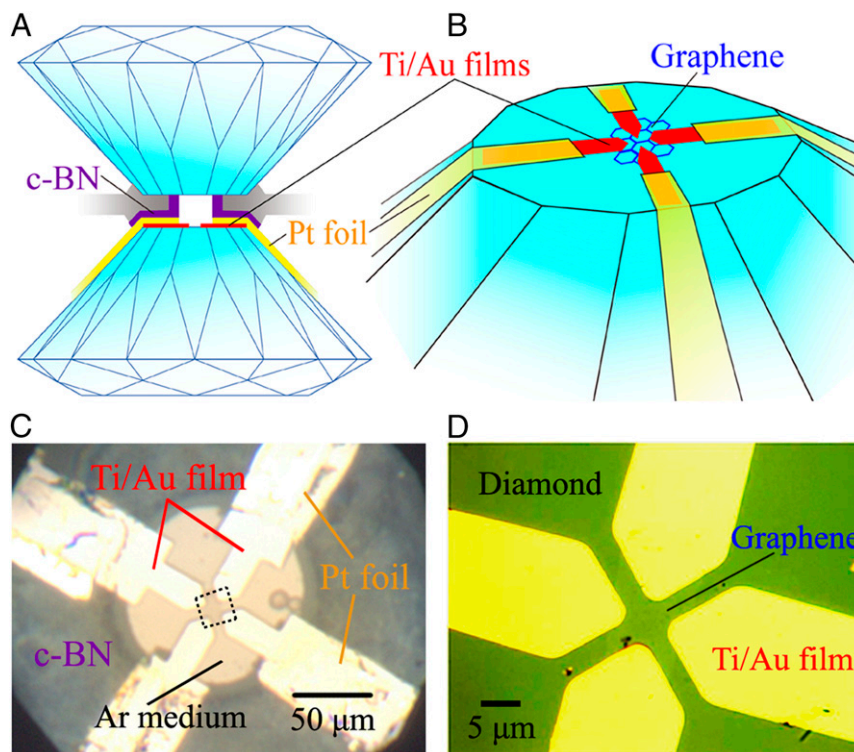 A
B
Graphene
Ti/Au films
c-BN
Pt foil
C
D
Ti/Au film
Diamond
Graphene
Pt foil
c-BN
Ti/Au film
Ar medium
50 μm
5 μm